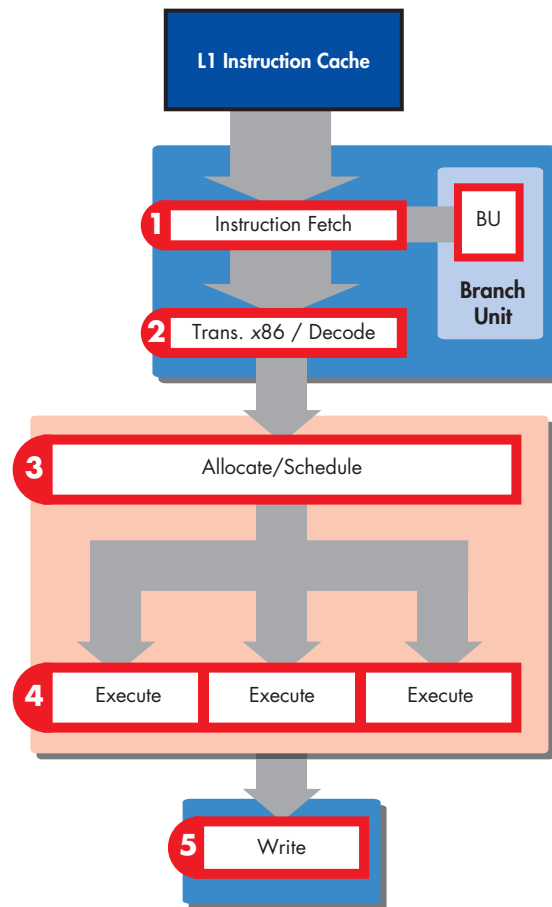 L1 Instruction Cache
1
Instruction Fetch
BU
Branch
Unit
2
Trans. x86 / Decode
3
Allocate/Schedule
4
Execute
Execute
Execute
5
Write